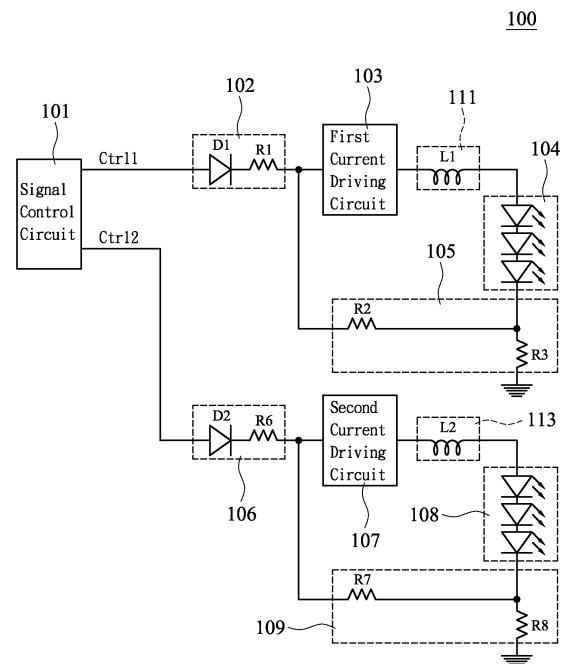 100
102
103
111
101
D1
R1
First
Current
Driving
Circuit
L1
104
Ctrl1
Signal
Control
Circuit
Ctrl2
105
R2
R3
D2
R6
Second
Current
Driving
Circuit
L2
113
106
107
108
R7
R8
109